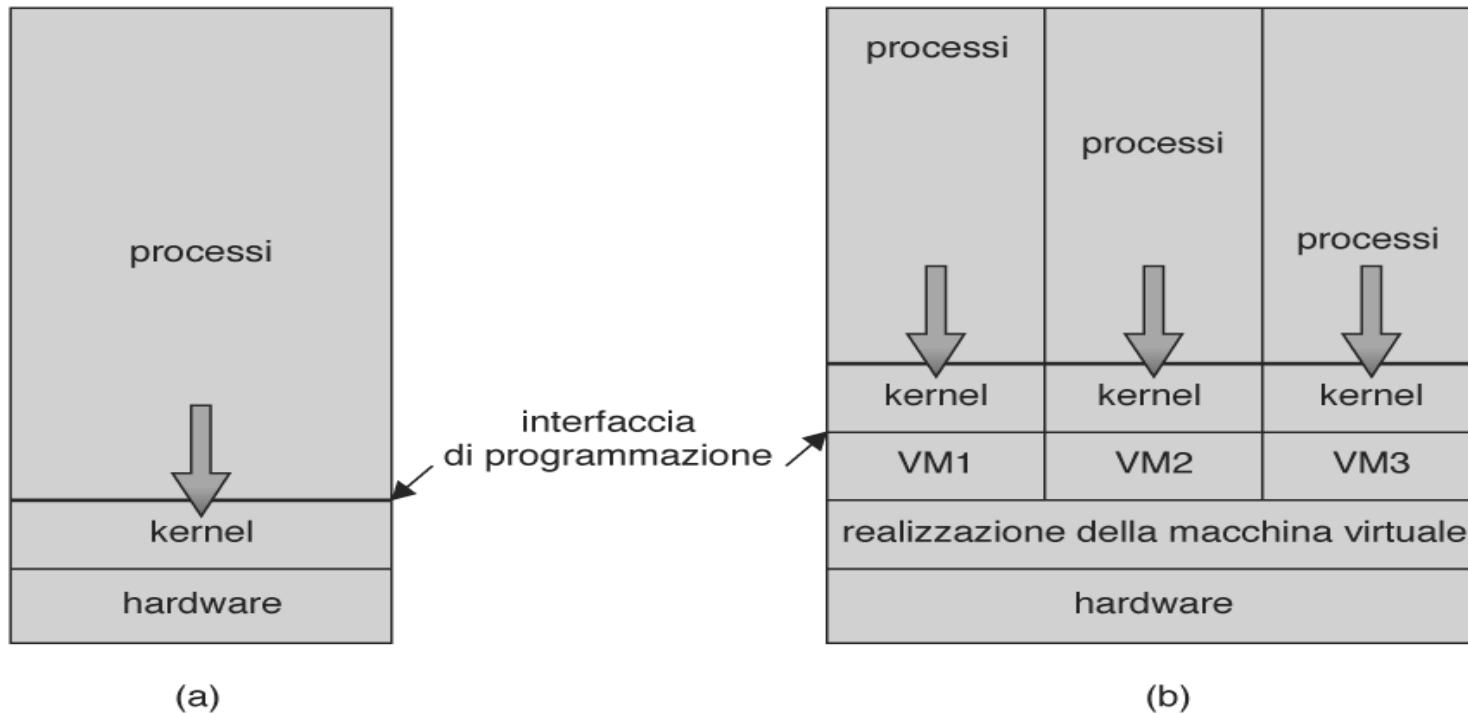 processi
interfaccia
di programmazione
kernel
hardware
(a)
processi
processi
processi
kernel
kernel
kernel
VM1
VM2
VM3
realizzazione della macchina virtuale
hardware
(b)